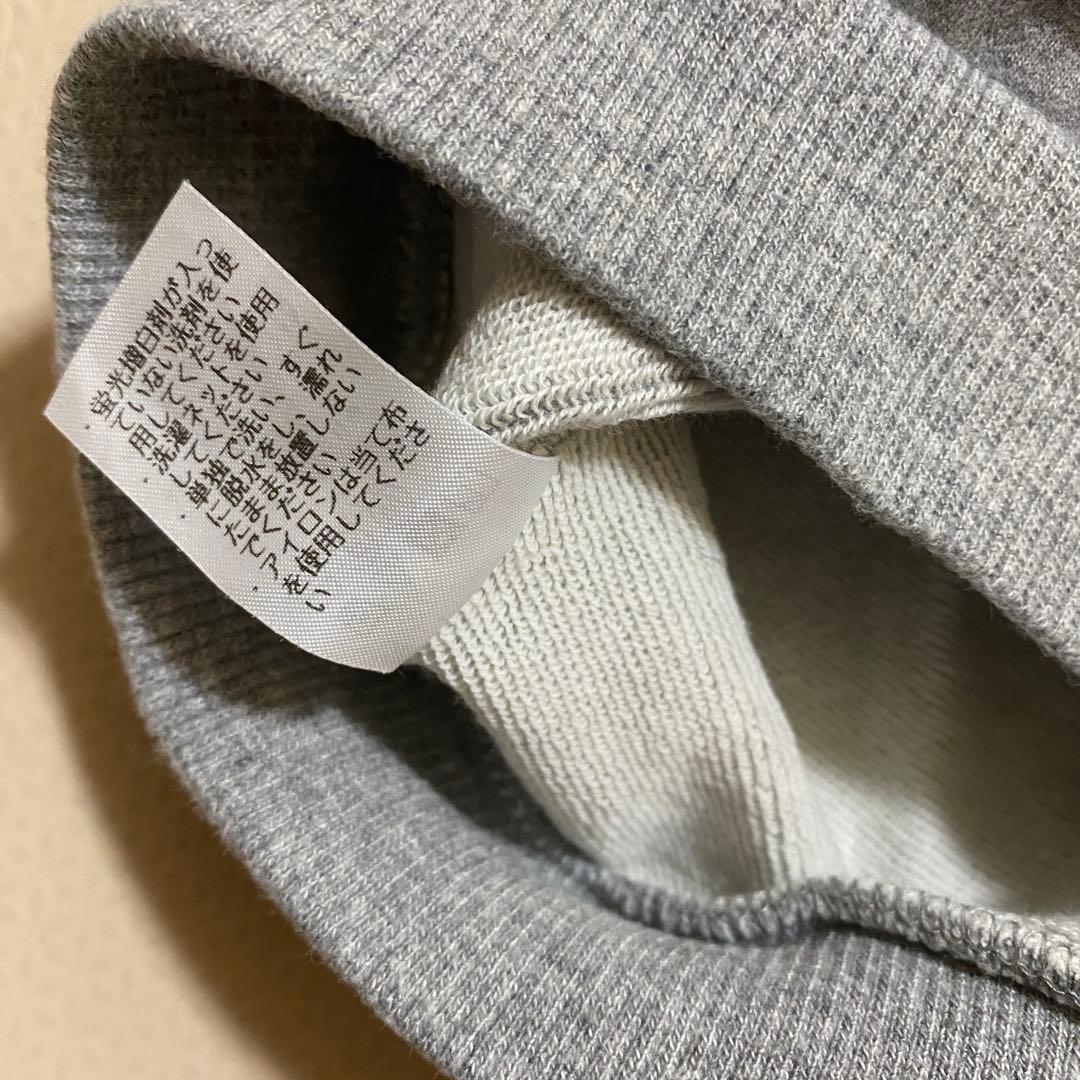 ・蛍光増白剤が入っ
ていない洗剤を使
用してください
・洗濯ネットを使用
してください
・単独で洗い、すぐ
に脱水をし、濡れ
たまま放置しない
でください
・アイロンは当て布
を使用してくださ
い